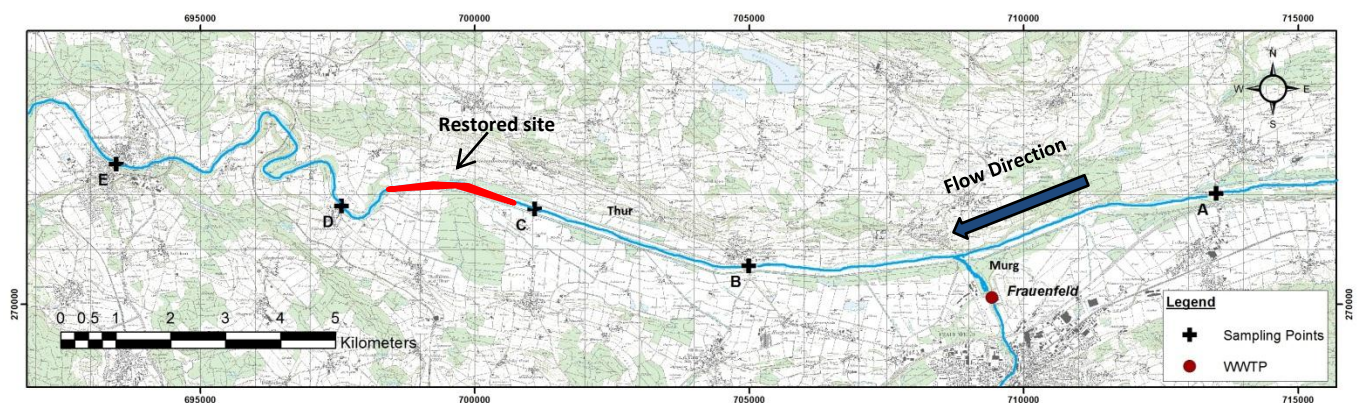 695000 700000 705000 710000 715000
N
W E
S
Restored site
Flow Direction
E
D
C
Thur
B
A
Murg
Frauenfeld
270000
270000
0 0.5 1 2 3 4 5
Kilometers
Legend
Sampling Points
WWTP
695000 700000 705000 710000 715000